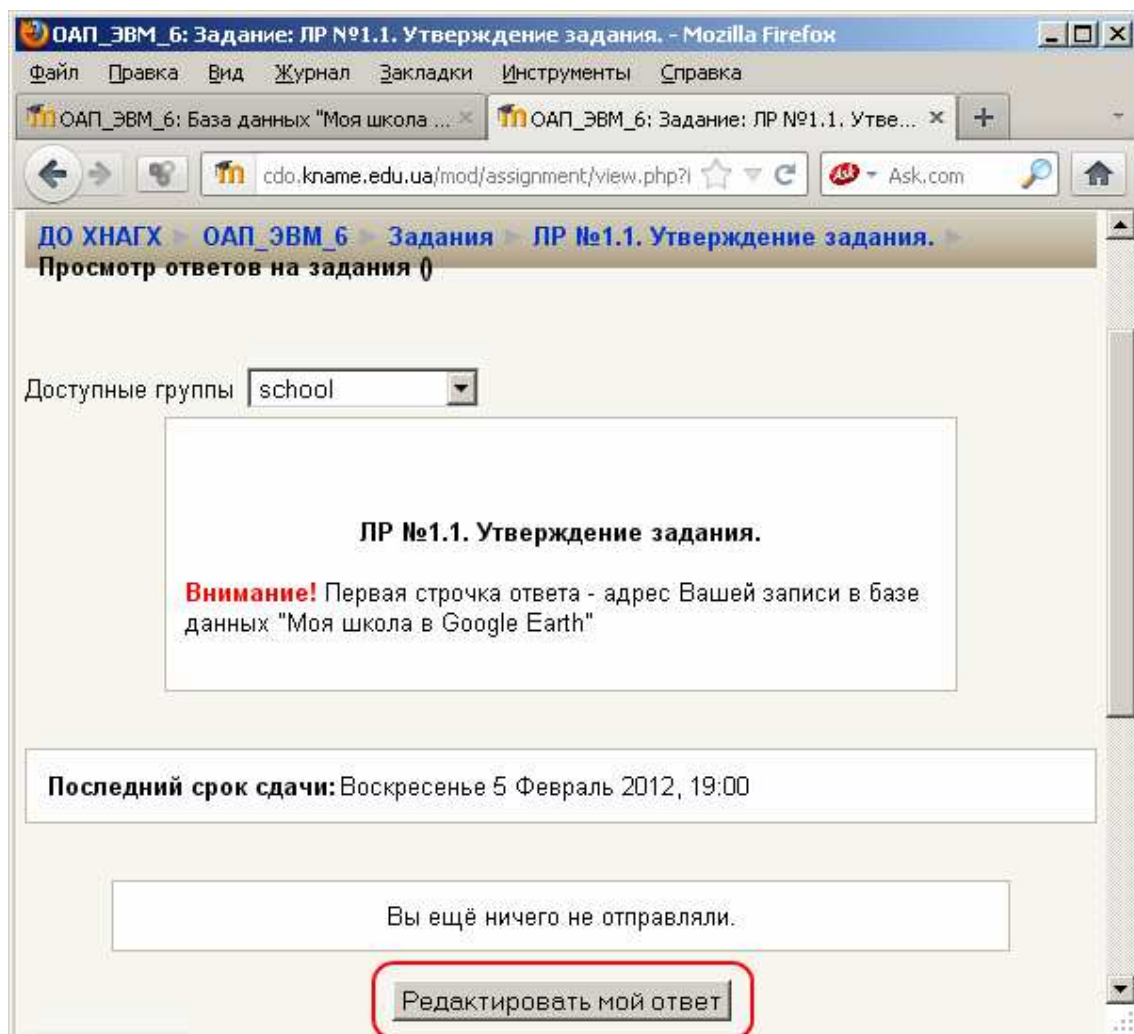 ОАП_ЭВМ_6: Задание: ЛР №1.1. Утверждение задания. - Mozilla Firefox
Файл Правка Вид Журнал Закладки Инструменты Справка
ОАП_ЭВМ_6: База данных "Моя школа ... ОАП_ЭВМ_6: Задание: ЛР №1.1. Утве...
cdo.kname.edu.ua/mod/assignment/view.php?i Ask.com
ДО ХНАГХ ОАП_ЭВМ_6 Задания ЛР №1.1. Утверждение задания.
Просмотр ответов на задания ()
Доступные группы school
ЛР №1.1. Утверждение задания.
Внимание! Первая строчка ответа - адрес Вашей записи в базе
данных "Моя школа в Google Earth"
Последний срок сдачи: Воскресенье 5 Февраль 2012, 19:00
Вы ещё ничего не отправляли.
Редактировать мой ответ